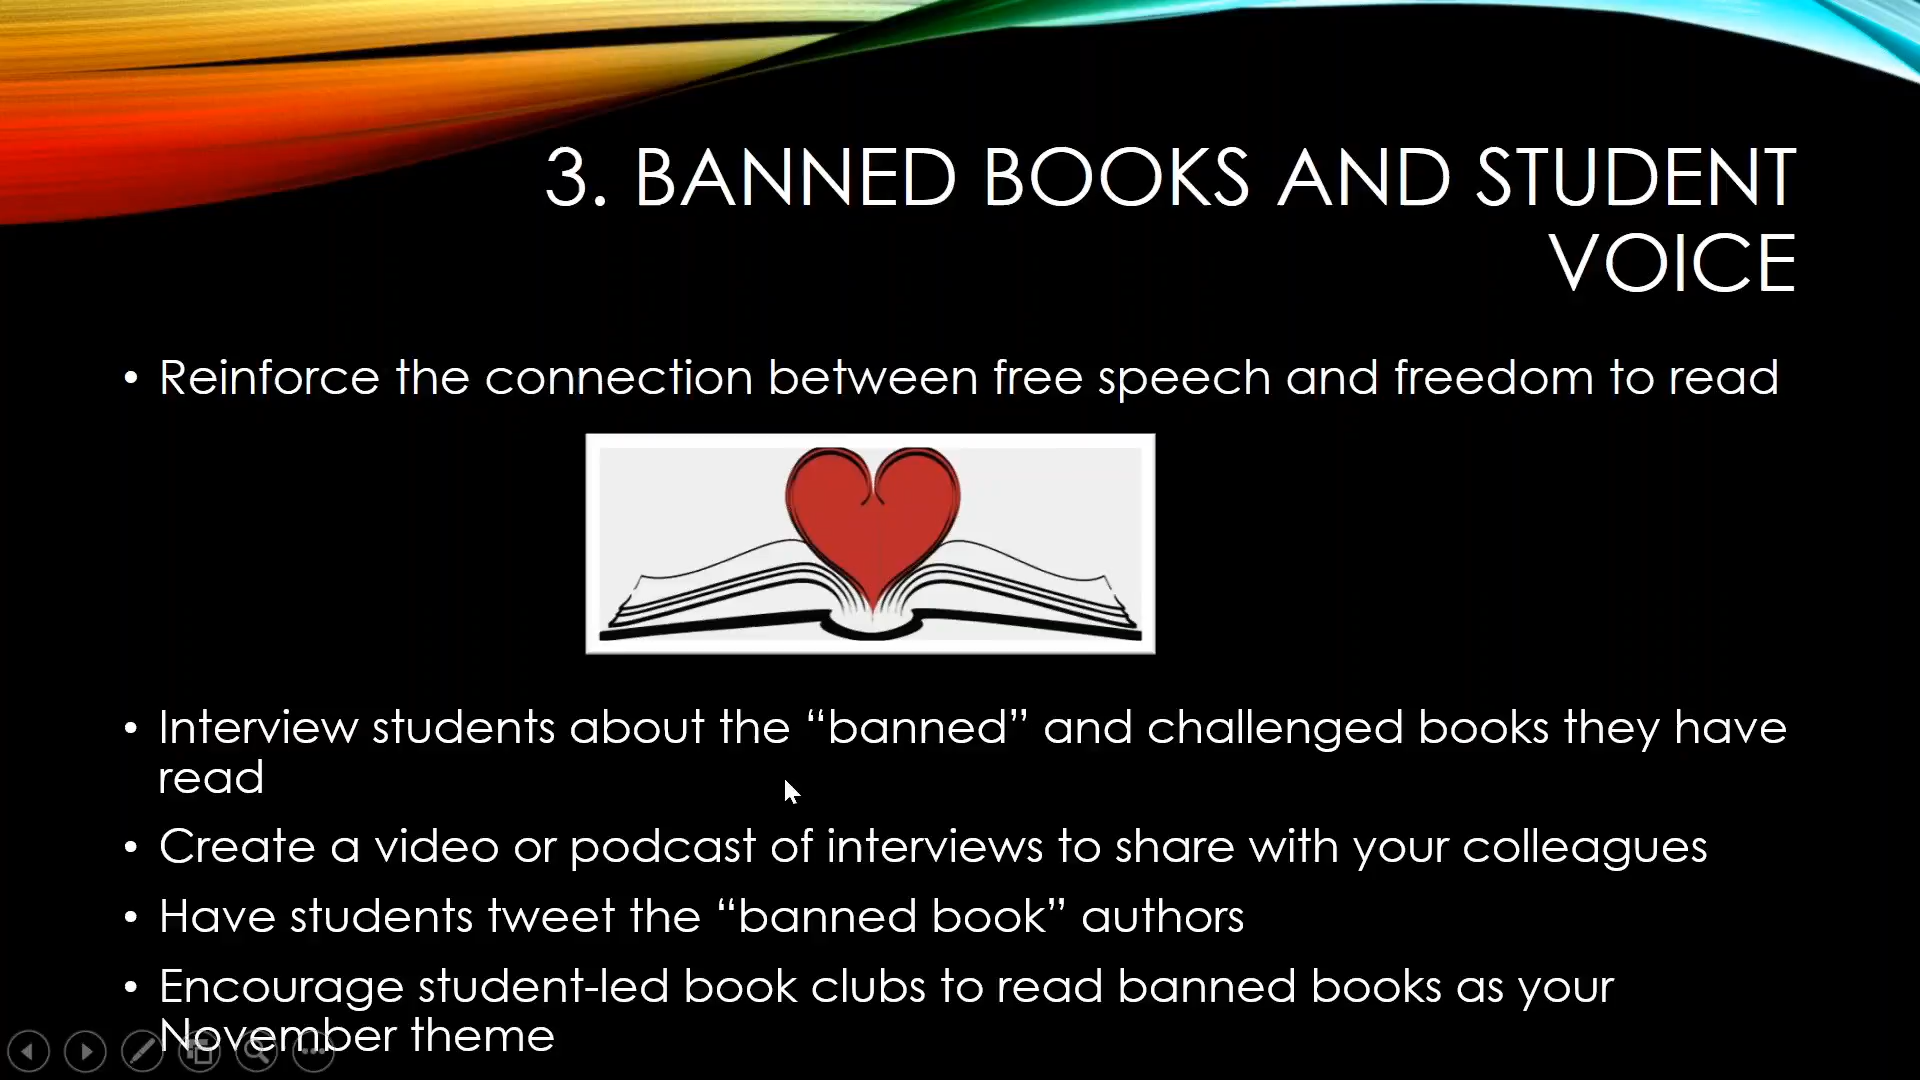 3. BANNED BOOKS AND STUDENT
VOICE
• Reinforce the connection between free speech and freedom to read
• Interview students about the “banned” and challenged books they have
read
• Create a video or podcast of interviews to share with your colleagues
• Have students tweet the “banned book” authors
• Encourage student-led book clubs to read banned books as your
November theme